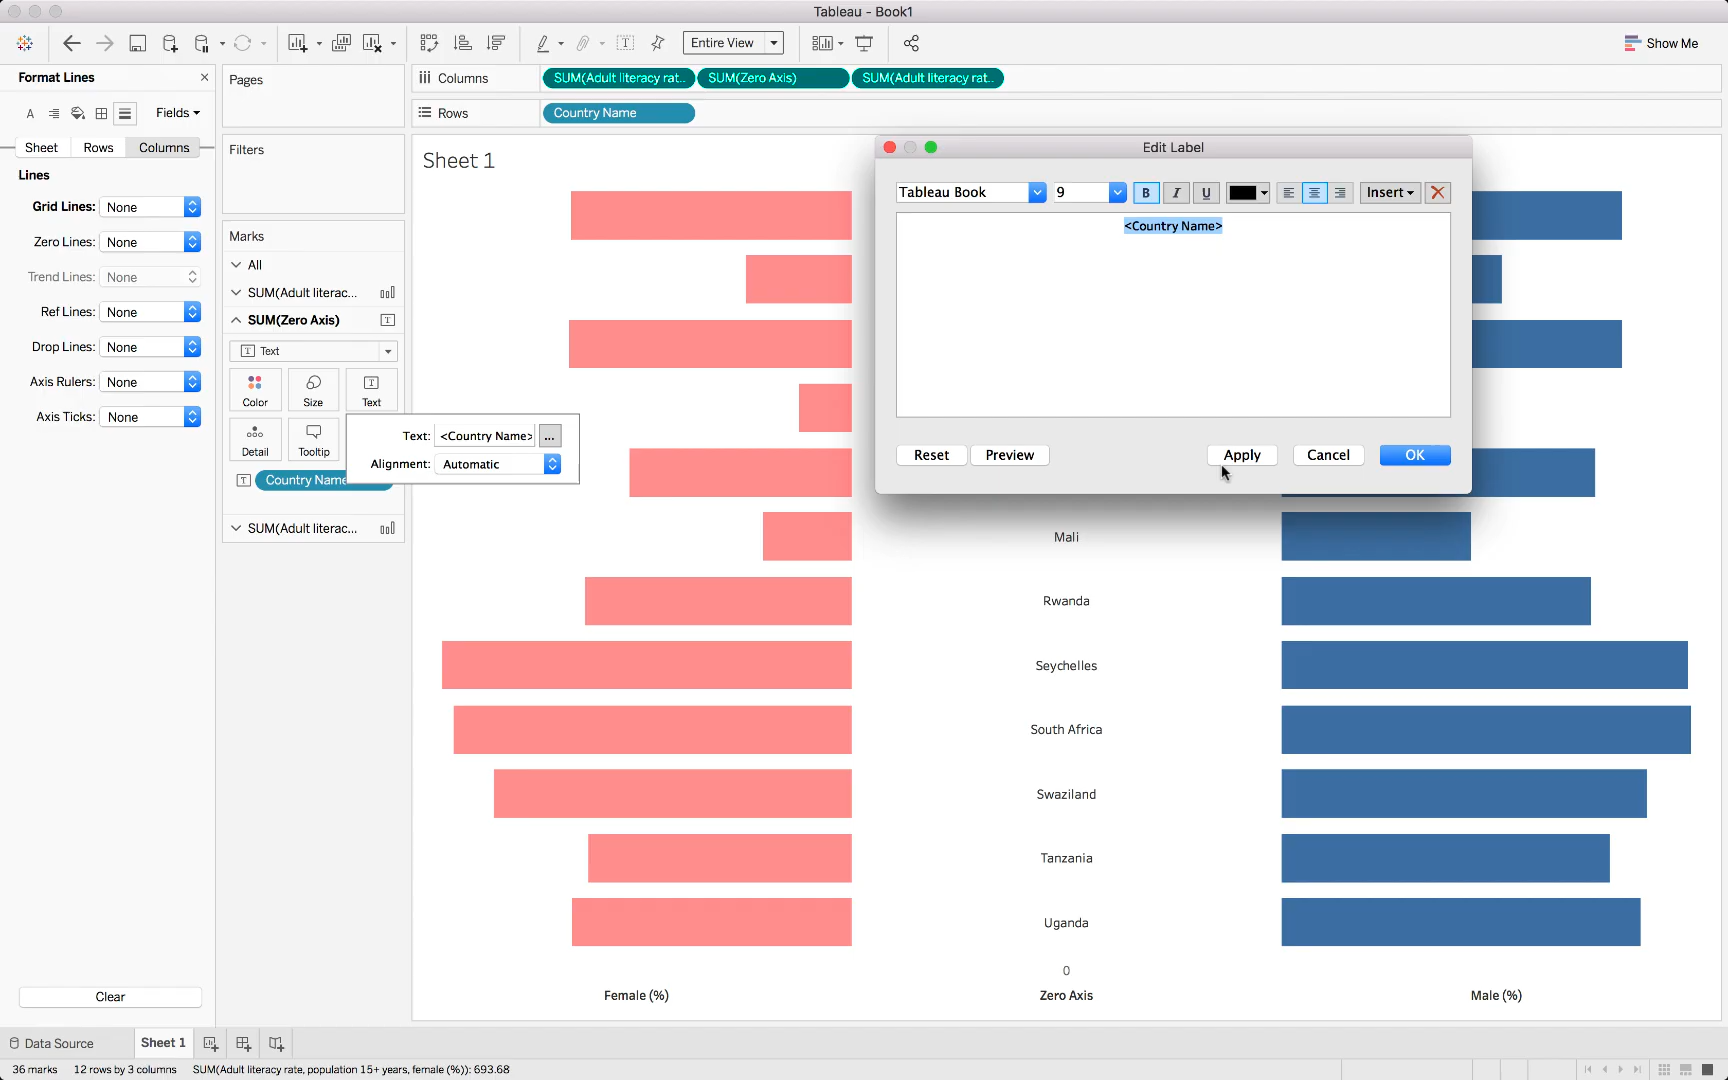 Tableau - Book1
Entire View
Show Me
Format Lines
Fields
Sheet
Rows
Columns
Lines
Grid Lines: None
Zero Lines: None
Trend Lines: None
Ref Lines: None
Drop Lines: None
Axis Rulers: None
Axis Ticks: None
Clear
Pages
Filters
Marks
All
SUM(Adult literac...
SUM(Zero Axis)
Text
Color
Size
Text
Detail
Tooltip
Country Name
SUM(Adult literac...
Text: <Country Name>
...
Alignment: Automatic
Columns
SUM(Adult literacy rat..
SUM(Zero Axis)
SUM(Adult literacy rat..
Rows
Country Name
Sheet 1
Edit Label
Tableau Book
9
B
I
U
Insert
<Country Name>
Reset
Preview
Apply
Cancel
OK
Mali
Rwanda
Seychelles
South Africa
Swaziland
Tanzania
Uganda
0
Female (%)
Zero Axis
Male (%)
Data Source
Sheet 1
36 marks
12 rows by 3 columns
SUM(Adult literacy rate, population 15+ years, female (%)): 693.68